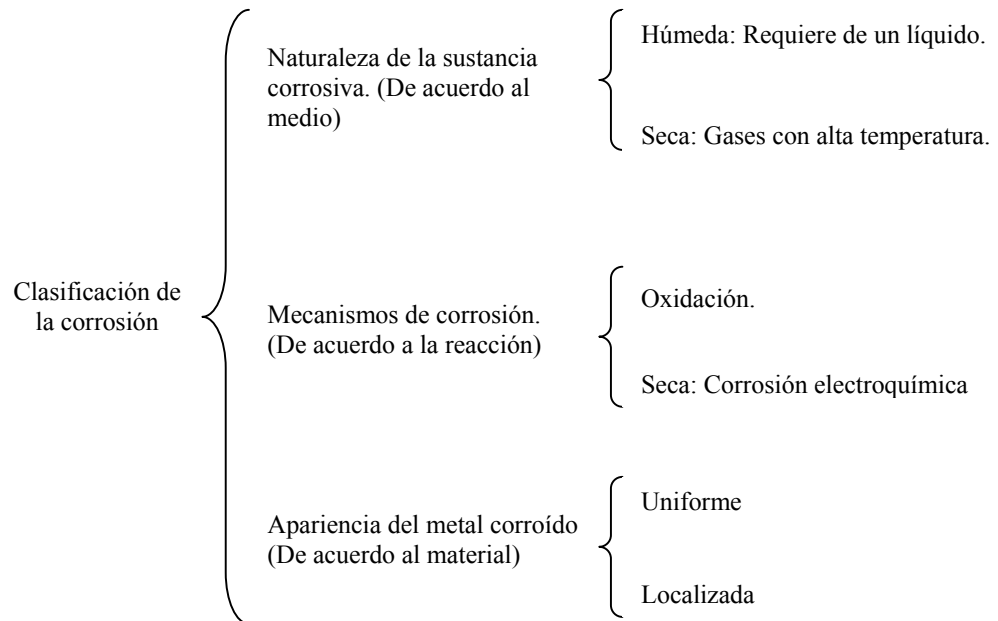 Clasificación de
la corrosión
Naturaleza de la sustancia
corrosiva. (De acuerdo al
medio)
Húmeda: Requiere de un líquido.
Seca: Gases con alta temperatura.
Mecanismos de corrosión.
(De acuerdo a la reacción)
Oxidación.
Seca: Corrosión electroquímica
Apariencia del metal corroído
(De acuerdo al material)
Uniforme
Localizada